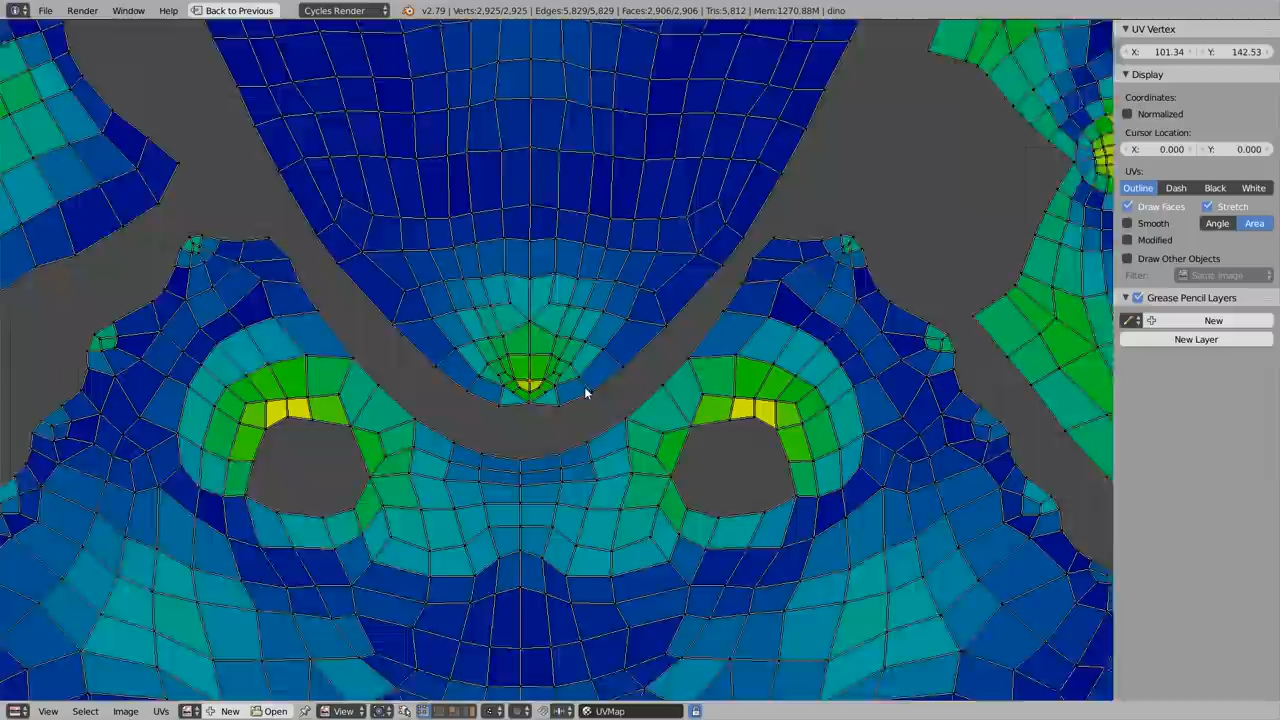 File Render Window Help Back to Previous Cycles Render v2.79 | Verts:2,925/2,925 | Edges:5,829/5,829 | Faces:2,906/2,906 | Tris:5,812 | Mem:1270.88M | dino
UV Vertex
X: 101.34 Y: 142.53
Display
Coordinates:
Normalized
Cursor Location:
X: 0.000 Y: 0.000
UVs:
Outline Dash Black White
Draw Faces Stretch
Smooth Angle Area
Modified
Draw Other Objects
Filter: Same Image
Grease Pencil Layers
New
New Layer
View Select Image UVs New Open View UVMap